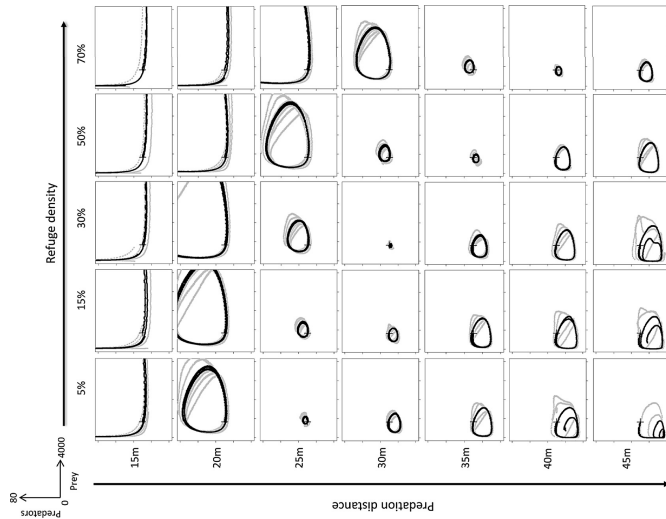 Refuge density
5%
15%
30%
50%
70%
15m
20m
25m
30m
35m
40m
45m
Predation distance
Predators
80
0
4000
Prey